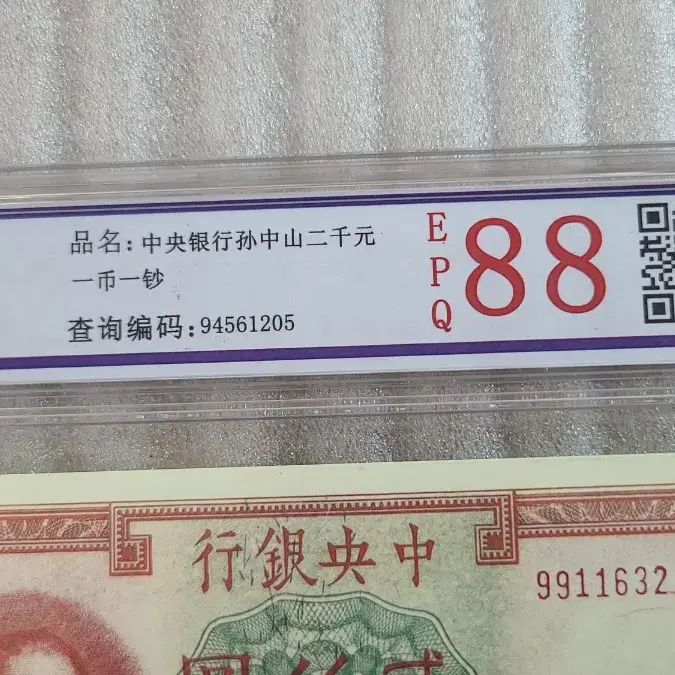 品名:中央银行孙中山二千元
一币一钞
查询编码:94561205
EPQ
88
行銀央中
9911632